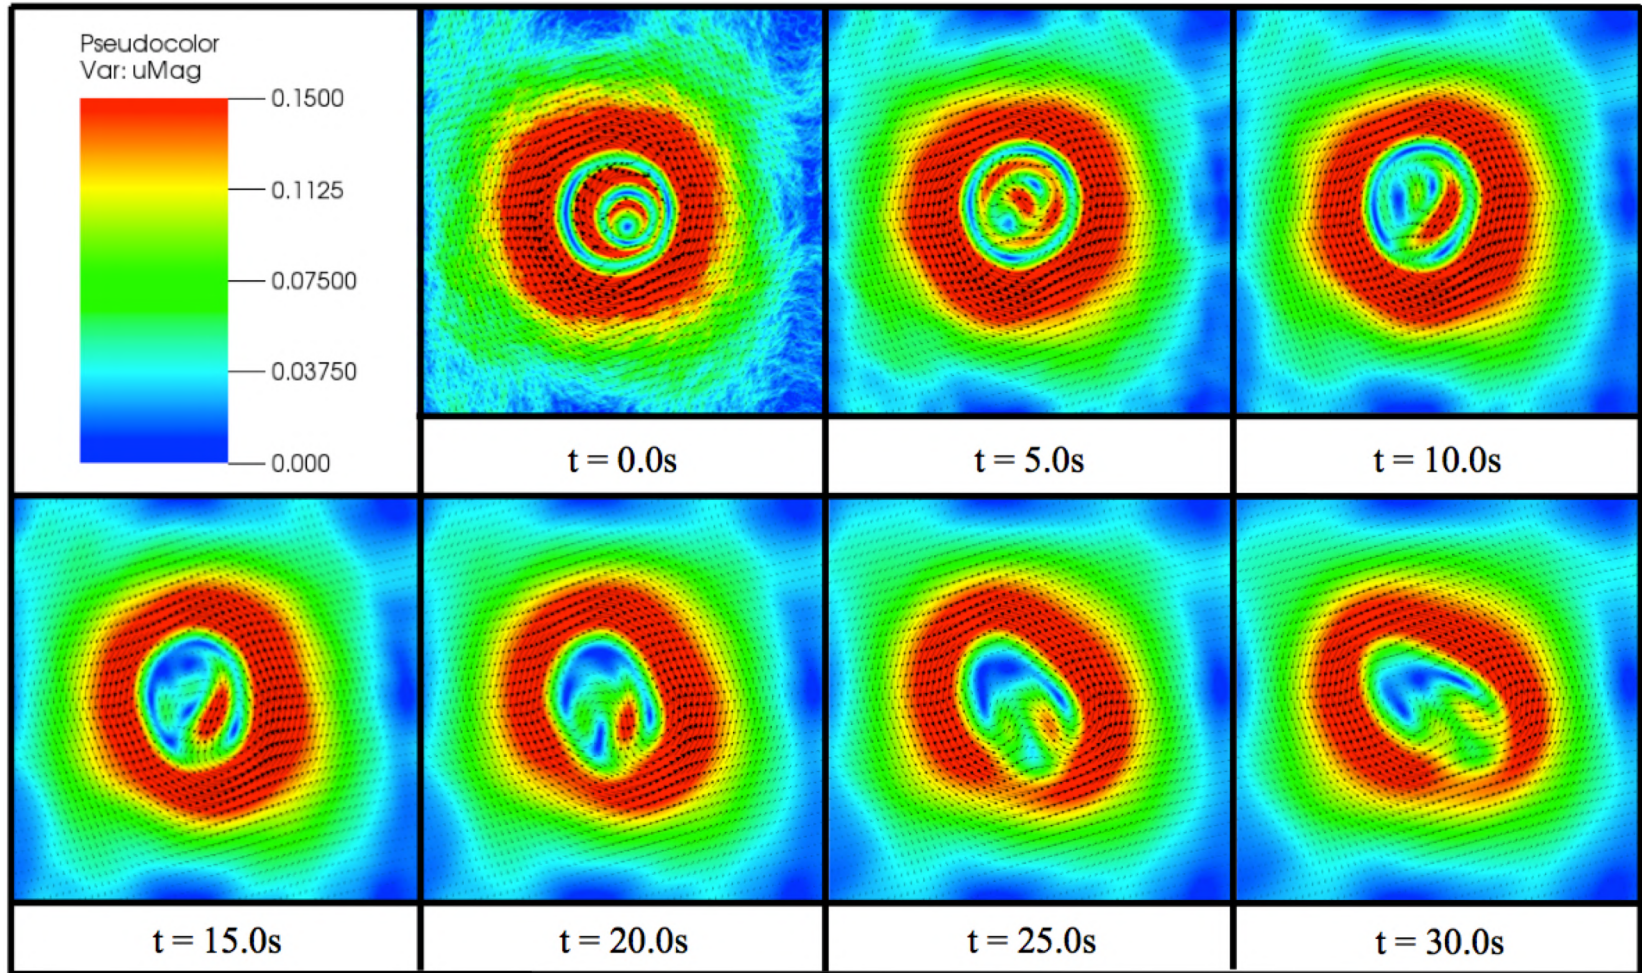 Pseudocolor
Var: uMag
0.1500
0.1125
0.07500
0.03750
0.000
t = 0.0s
t = 5.0s
t = 10.0s
t = 15.0s
t = 20.0s
t = 25.0s
t = 30.0s